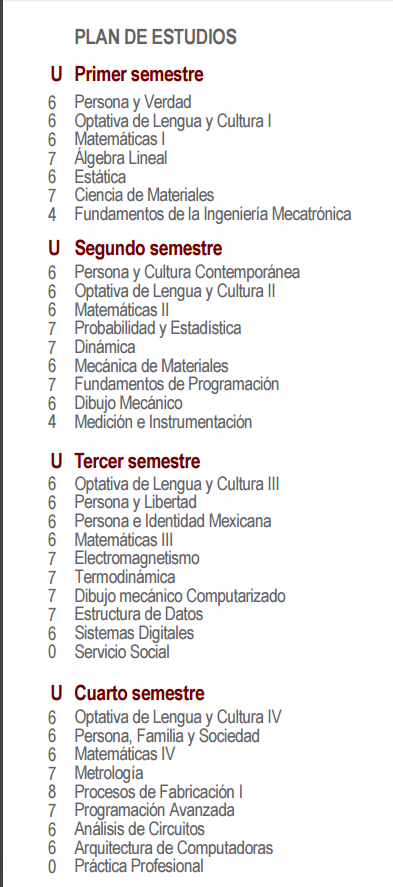 PLAN DE ESTUDIOS
U Primer semestre
6 Persona y Verdad
6 Optativa de Lengua y Cultura I
6 Matemáticas I
7 Álgebra Lineal
6 Estática
7 Ciencia de Materiales
4 Fundamentos de la Ingeniería Mecatrónica
U Segundo semestre
6 Persona y Cultura Contemporánea
6 Optativa de Lengua y Cultura II
6 Matemáticas II
7 Probabilidad y Estadística
7 Dinámica
6 Mecánica de Materiales
7 Fundamentos de Programación
6 Dibujo Mecánico
4 Medición e Instrumentación
U Tercer semestre
6 Optativa de Lengua y Cultura III
6 Persona y Libertad
6 Persona e Identidad Mexicana
6 Matemáticas III
7 Electromagnetismo
7 Termodinámica
7 Dibujo mecánico Computarizado
7 Estructura de Datos
6 Sistemas Digitales
0 Servicio Social
U Cuarto semestre
6 Optativa de Lengua y Cultura IV
6 Persona, Familia y Sociedad
6 Matemáticas IV
7 Metrología
8 Procesos de Fabricación I
7 Programación Avanzada
6 Análisis de Circuitos
6 Arquitectura de Computadoras
0 Práctica Profesional